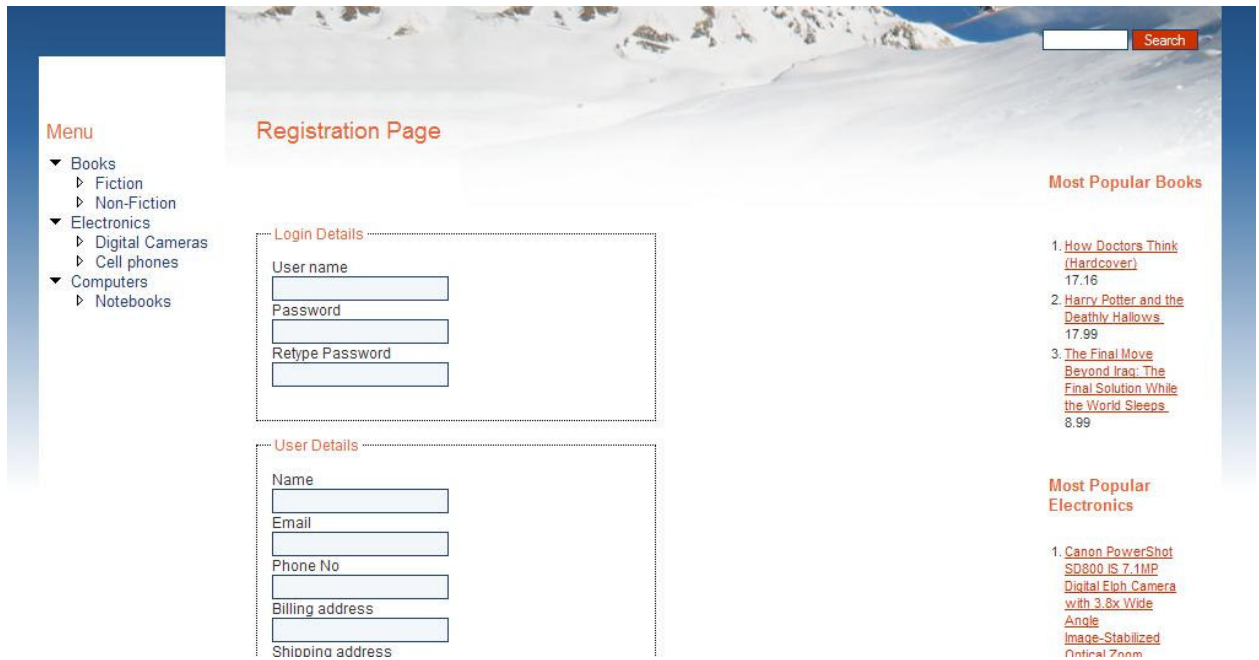 Search
Menu
Books
Fiction
Non-Fiction
Electronics
Digital Cameras
Cell phones
Computers
Notebooks
Registration Page
Login Details
User name
Password
Retype Password
User Details
Name
Email
Phone No
Billing address
Shipping address
Most Popular Books
1. How Doctors Think
(Hardcover)
17.16
2. Harry Potter and the
Deathly Hallows
17.99
3. The Final Move
Beyond Iraq: The
Final Solution While
the World Sleeps
8.99
Most Popular
Electronics
1. Canon PowerShot
SD800 IS 7.1MP
Digital Elph Camera
with 3.8x Wide
Angle
Image-Stabilized
Optical Zoom